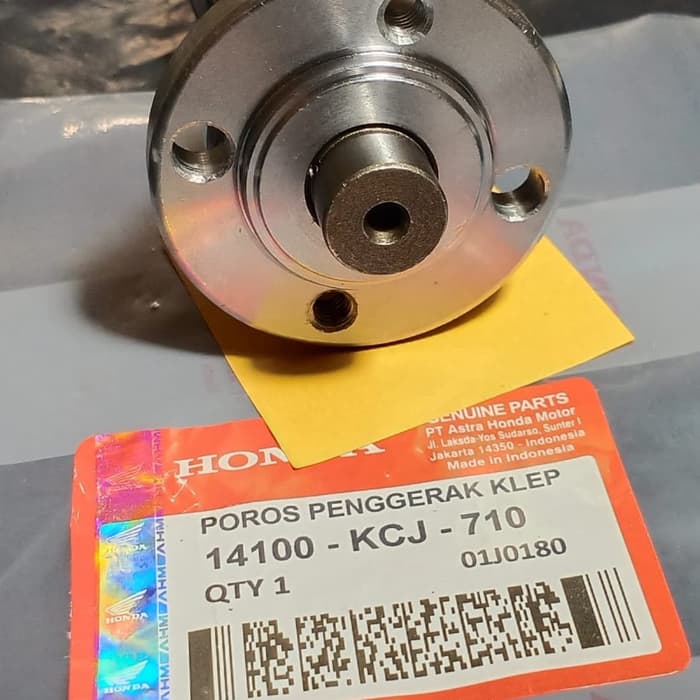 GENUINE PARTS
PT Astra Honda Motor
Jl. Laksda-Yos Sudarso, Sunter I
Jakarta 14350 - Indonesia
Made in Indonesia
POROS PENGGERAK KLEP
14100 - KCJ - 710
01J0180
QTY 1
AHM AHM AHM AHM
HONDA
HONDA
HONDA